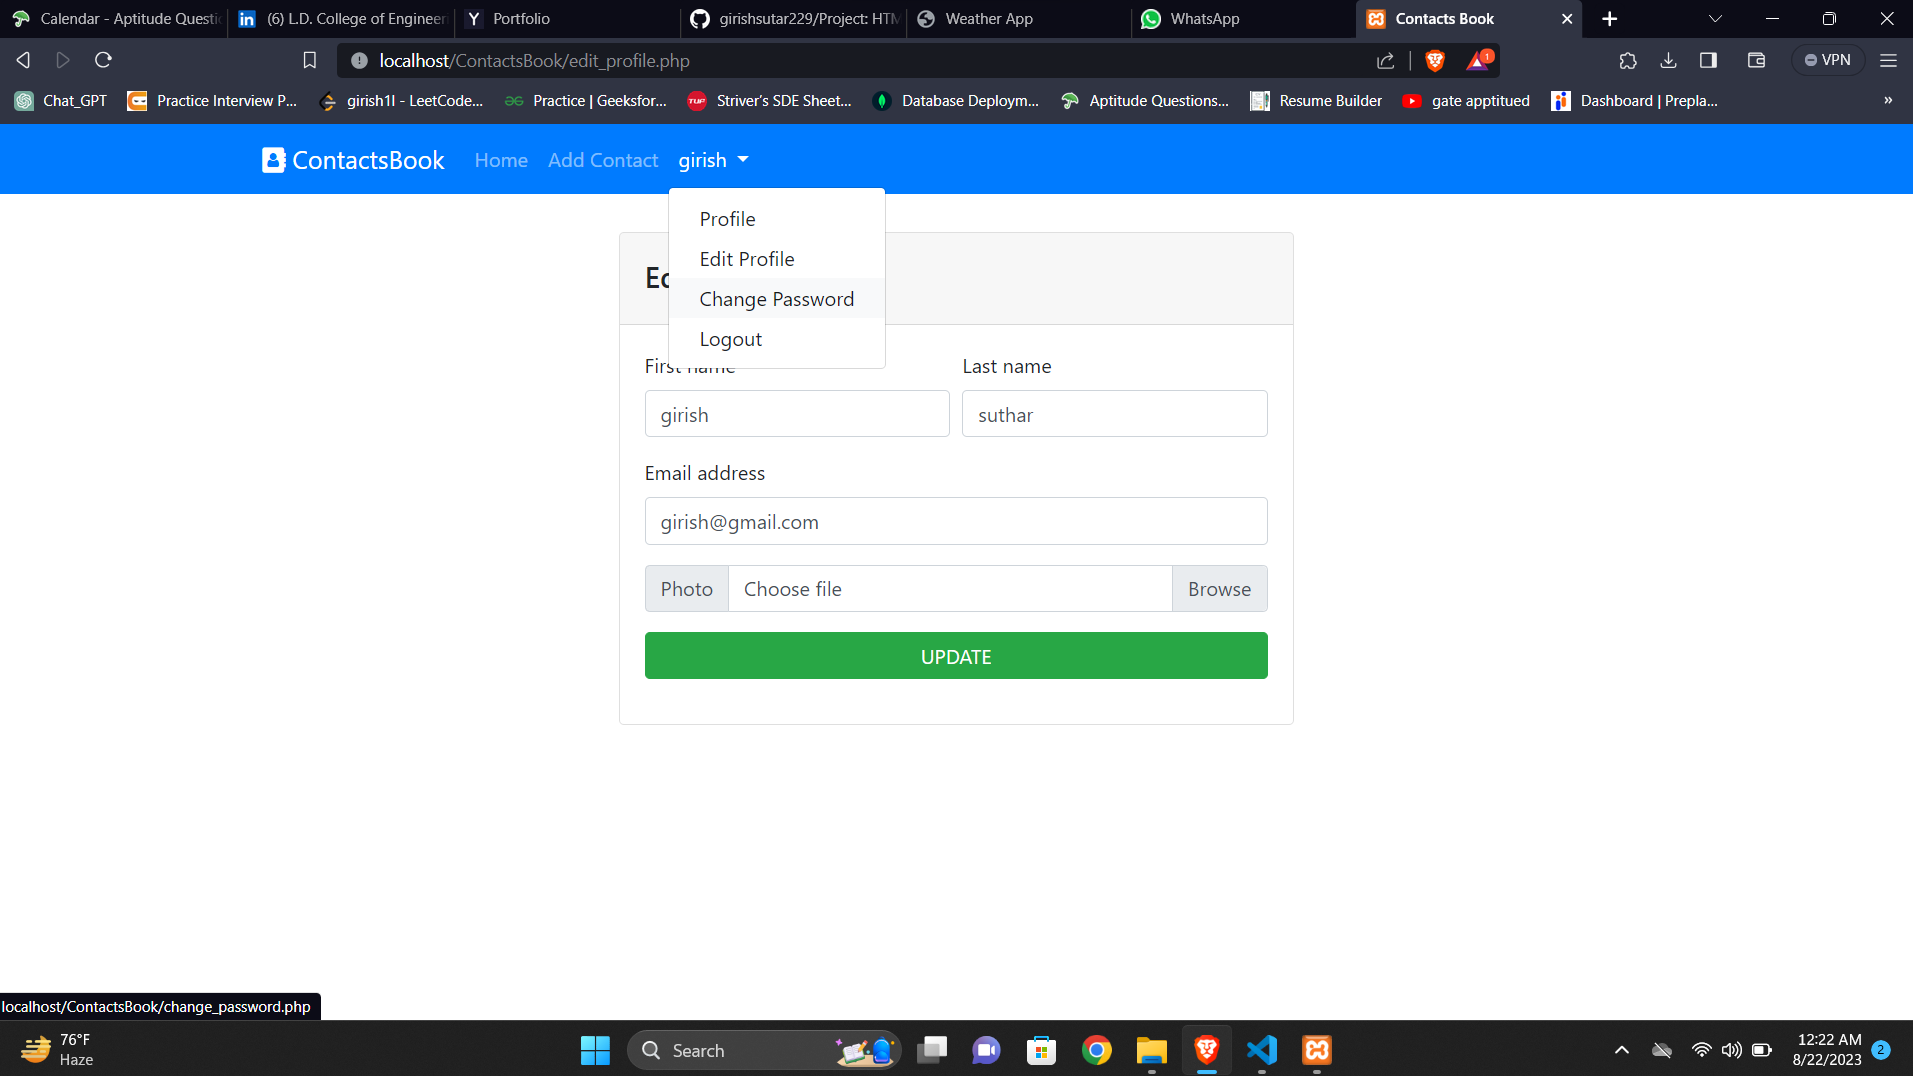 Calendar - Aptitude Questi
(6) L.D. College of Engineer
Portfolio
girishsutar229/Project: HTM
Weather App
WhatsApp
Contacts Book
localhost/ContactsBook/edit_profile.php
1
VPN
Chat_GPT
Practice Interview P...
girish1l - LeetCode...
Practice | Geeksfor...
TUF
Striver's SDE Sheet...
Database Deploym...
Aptitude Questions...
Resume Builder
gate apptitued
Dashboard | Prepla...
»
ContactsBook
Home
Add Contact
girish
Profile
Edit Profile
Change Password
Logout
First name
Last name
girish
suthar
Email address
girish@gmail.com
Photo
Choose file
Browse
UPDATE
localhost/ContactsBook/change_password.php
76°F
Haze
Search
12:22 AM
8/22/2023
2